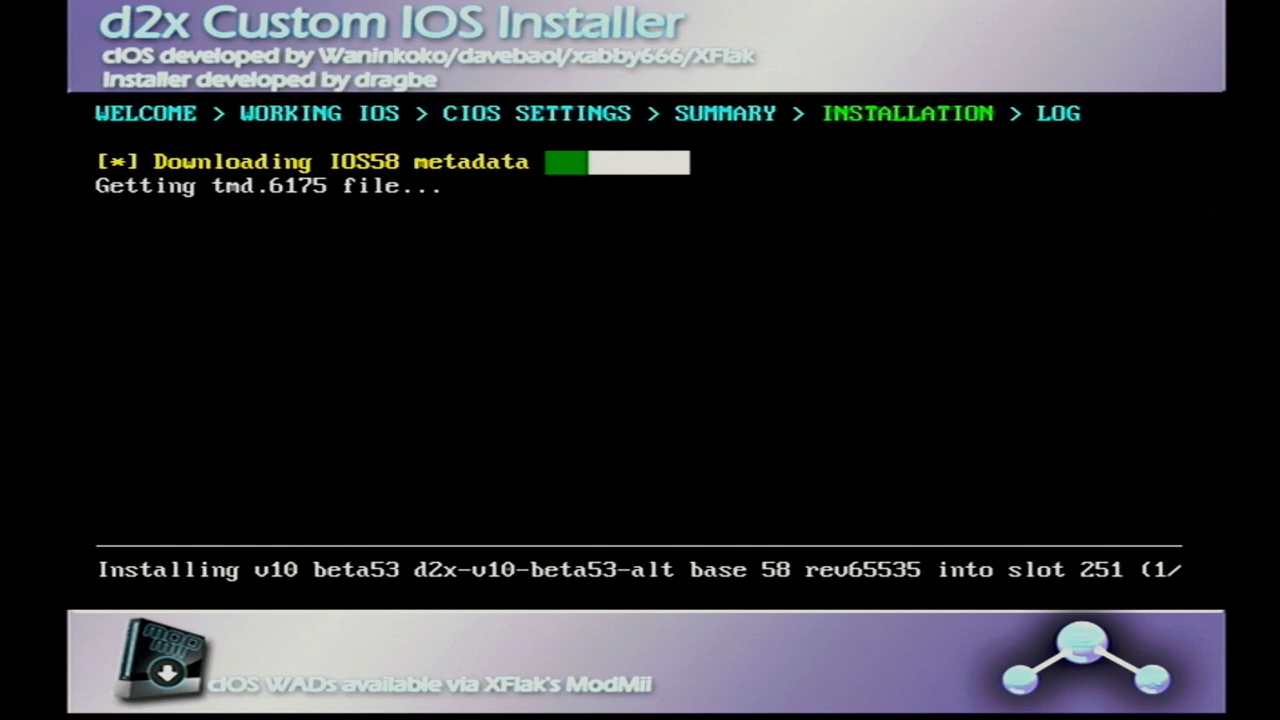 d2x Custom IOS Installer
cIOS developed by Waninkoko/davebaol/xabby666/XFlak
Installer developed by dragbe
WELCOME > WORKING IOS > CIOS SETTINGS > SUMMARY > INSTALLATION > LOG
[*] Downloading IOS58 metadata
Getting tmd.6175 file...
Installing v10 beta53 d2x-v10-beta53-alt base 58 rev65535 into slot 251 (1/
mod
mii
cIOS WADs available via XFlak's ModMii